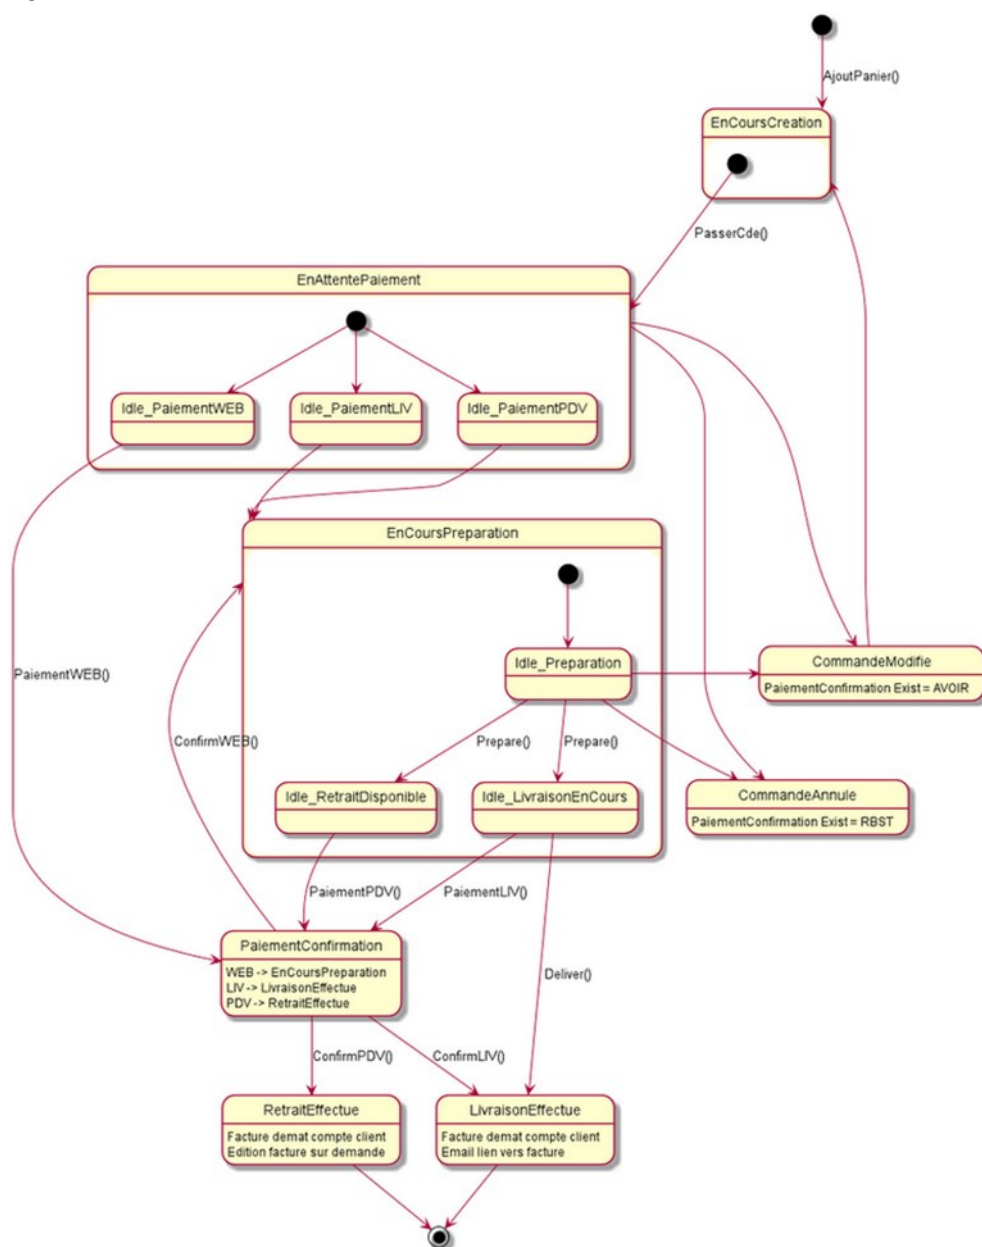 AjoutPanier()
EnCoursCreation
PasserCde()
EnAttentePaiement
Idle_PaiementWEB
Idle_PaiementLIV
Idle_PaiementPDV
EnCoursPreparation
Idle_Preparation
PaiementWEB()
CommandeModifie
PaiementConfirmation Exist = AVOIR
ConfirmWEB()
Prepare()
Prepare()
Idle_RetraitDisponible
Idle_LivraisonEnCours
CommandeAnnule
PaiementConfirmation Exist = RBST
PaiementPDV()
PaiementLIV()
PaiementConfirmation
WEB -> EnCoursPreparation
LIV -> LivraisonEffectue
PDV -> RetraitEffectue
Deliver()
ConfirmPDV()
ConfirmLIV()
RetraitEffectue
Facture demat compte client
Edition facture sur demande
LivraisonEffectue
Facture demat compte client
Email lien vers facture